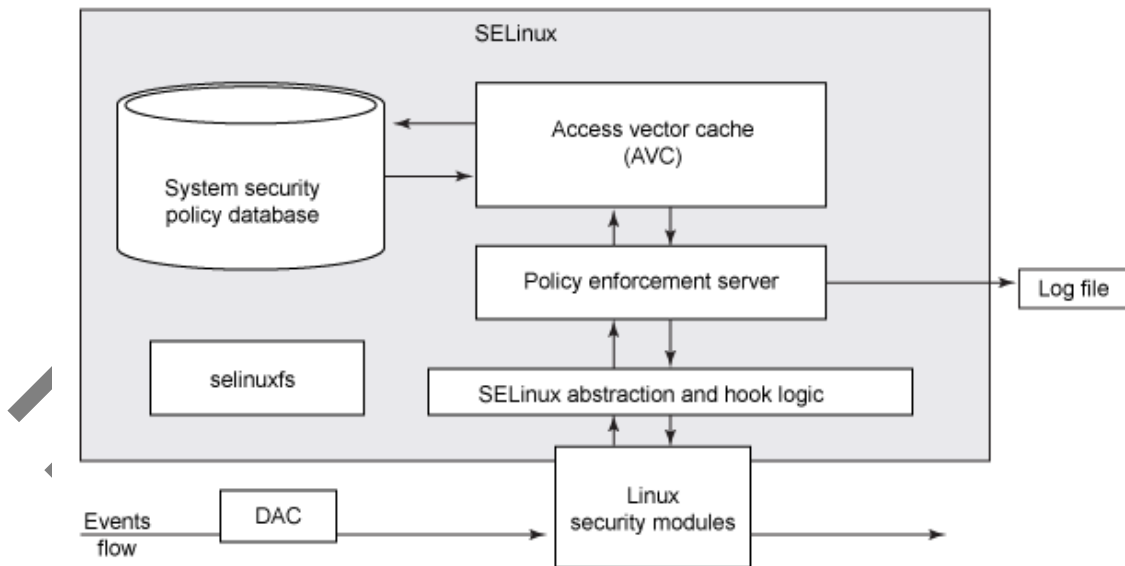 SELinux
Access vector cache
(AVC)
System security
policy database
Policy enforcement server
Log file
selinuxfs
SELinux abstraction and hook logic
Linux
security modules
DAC
Events
flow